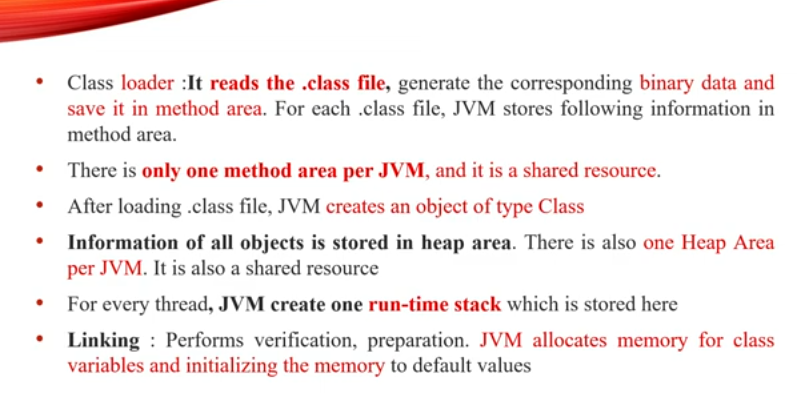 • Class loader :It reads the .class file, generate the corresponding binary data and
save it in method area. For each .class file, JVM stores following information in
method area.
• There is only one method area per JVM, and it is a shared resource.
• After loading .class file, JVM creates an object of type Class
• Information of all objects is stored in heap area. There is also one Heap Area
per JVM. It is also a shared resource
• For every thread, JVM create one run-time stack which is stored here
• Linking : Performs verification, preparation. JVM allocates memory for class
variables and initializing the memory to default values